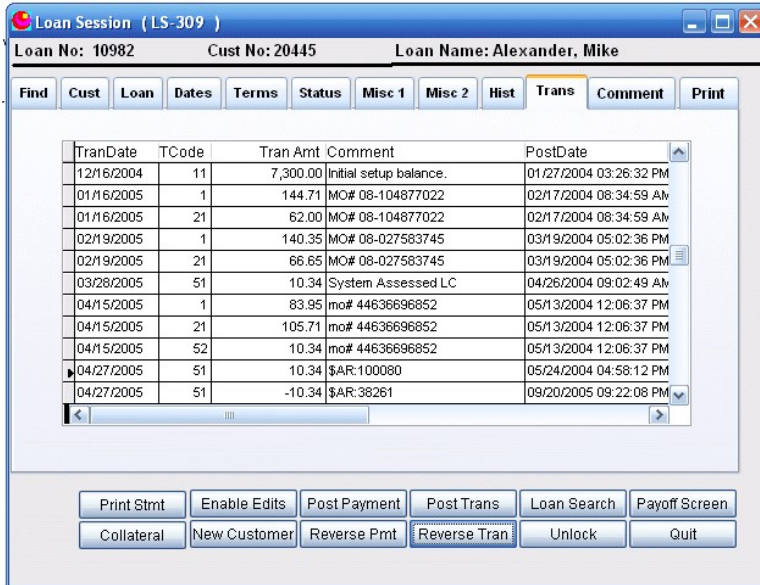 Loan Session ( LS-309 )
Loan No: 10982 Cust No: 20445 Loan Name: Alexander, Mike
Find Cust Loan Dates Terms Status Misc 1 Misc 2 Hist Trans Comment Print
TranDate TCode Tran Amt Comment PostDate
12/16/2004 11 7,300.00 Initial setup balance. 01/27/2004 03:26:32 PM
01/16/2005 1 144.71 MO# 08-104877022 02/17/2004 08:34:59 AM
01/16/2005 21 62.00 MO# 08-104877022 02/17/2004 08:34:59 AM
02/19/2005 1 140.35 MO# 08-027583745 03/19/2004 05:02:36 PM
02/19/2005 21 66.65 MO# 08-027583745 03/19/2004 05:02:36 PM
03/28/2005 51 10.34 System Assessed LC 04/26/2004 09:02:49 AM
04/15/2005 1 83.95 mo# 44636696852 05/13/2004 12:06:37 PM
04/15/2005 21 105.71 mo# 44636696852 05/13/2004 12:06:37 PM
04/15/2005 52 10.34 mo# 44636696852 05/13/2004 12:06:37 PM
04/27/2005 51 10.34 $AR:100080 05/24/2004 04:58:12 PM
04/27/2005 51 -10.34 $AR:38261 09/20/2005 09:22:08 PM
Print Stmt Enable Edits Post Payment Post Trans Loan Search Payoff Screen
Collateral New Customer Reverse Pmt Reverse Tran Unlock Quit